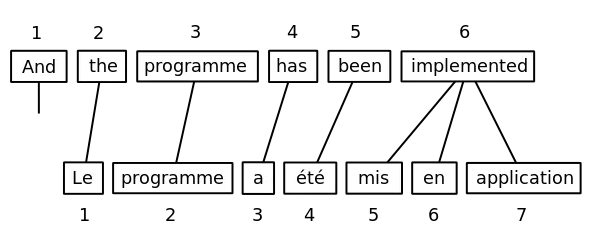 1 2 3 4 5 6
And the programme has been implemented
Le programme a été mis en application
1 2 3 4 5 6 7